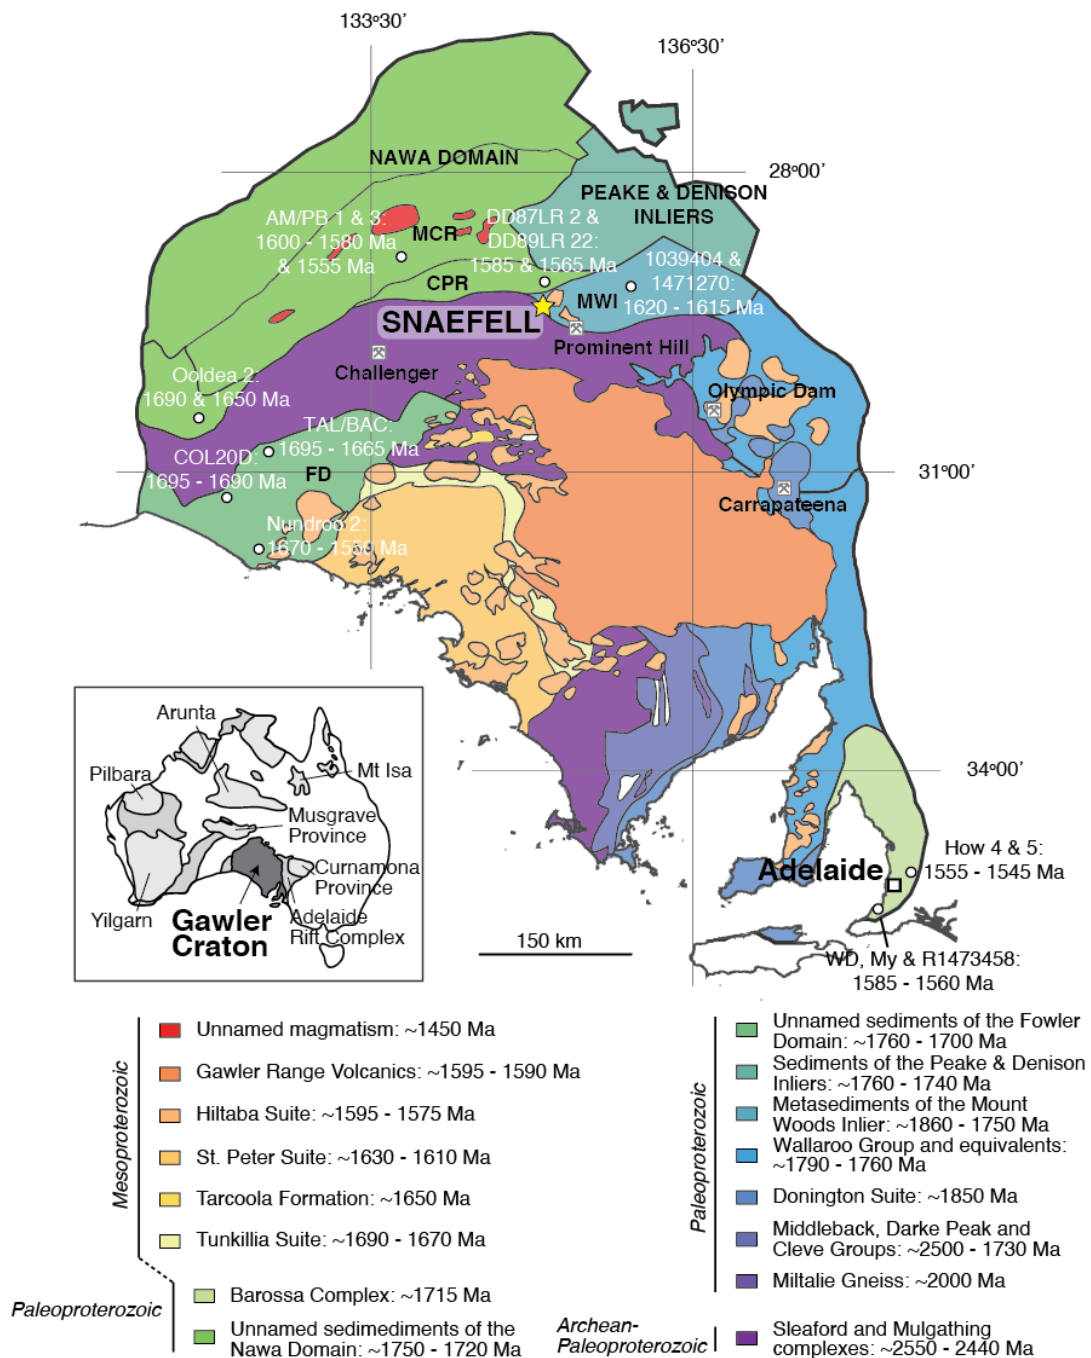 133º30’
136º30’
NAWA DOMAIN
28º00’
PEAKE & DENISON
INLIERS
AM/PB 1 & 3:
1600 - 1580 Ma
& 1555 Ma
MCR
DD87LR 2 &
DD89LR 22:
1585 & 1565 Ma
1039404 &
1471270:
1620 - 1615 Ma
CPR
MWI
SNAEFELL
Prominent Hill
Challenger
Ooldea 2:
1690 & 1650 Ma
Olympic Dam
TAL/BAC:
1695 - 1665 Ma
COL20D:
1695 - 1690 Ma
FD
31º00’
Carrapateena
Nundroo 2:
1670 - 1550 Ma
Arunta
Pilbara
Mt Isa
Musgrave
Province
Curnamona
Province
Yilgarn
Gawler
Craton
Adelaide
Rift Complex
34º00’
Adelaide
How 4 & 5:
1555 - 1545 Ma
150 km
WD, My & R1473458:
1585 - 1560 Ma
Mesoproterozoic
Unnamed magmatism: ~1450 Ma
Gawler Range Volcanics: ~1595 - 1590 Ma
Hiltaba Suite: ~1595 - 1575 Ma
St. Peter Suite: ~1630 - 1610 Ma
Tarcoola Formation: ~1650 Ma
Tunkillia Suite: ~1690 - 1670 Ma
Paleoproterozoic
Barossa Complex: ~1715 Ma
Unnamed sedimediments of the
Nawa Domain: ~1750 - 1720 Ma
Paleoproterozoic
Unnamed sediments of the Fowler
Domain: ~1760 - 1700 Ma
Sediments of the Peake & Denison
Inliers: ~1760 - 1740 Ma
Metasediments of the Mount
Woods Inlier: ~1860 - 1750 Ma
Wallaroo Group and equivalents:
~1790 - 1760 Ma
Donington Suite: ~1850 Ma
Middleback, Darke Peak and
Cleve Groups: ~2500 - 1730 Ma
Miltalie Gneiss: ~2000 Ma
Archean-
Paleoproterozoic
Sleaford and Mulgathing
complexes: ~2550 - 2440 Ma